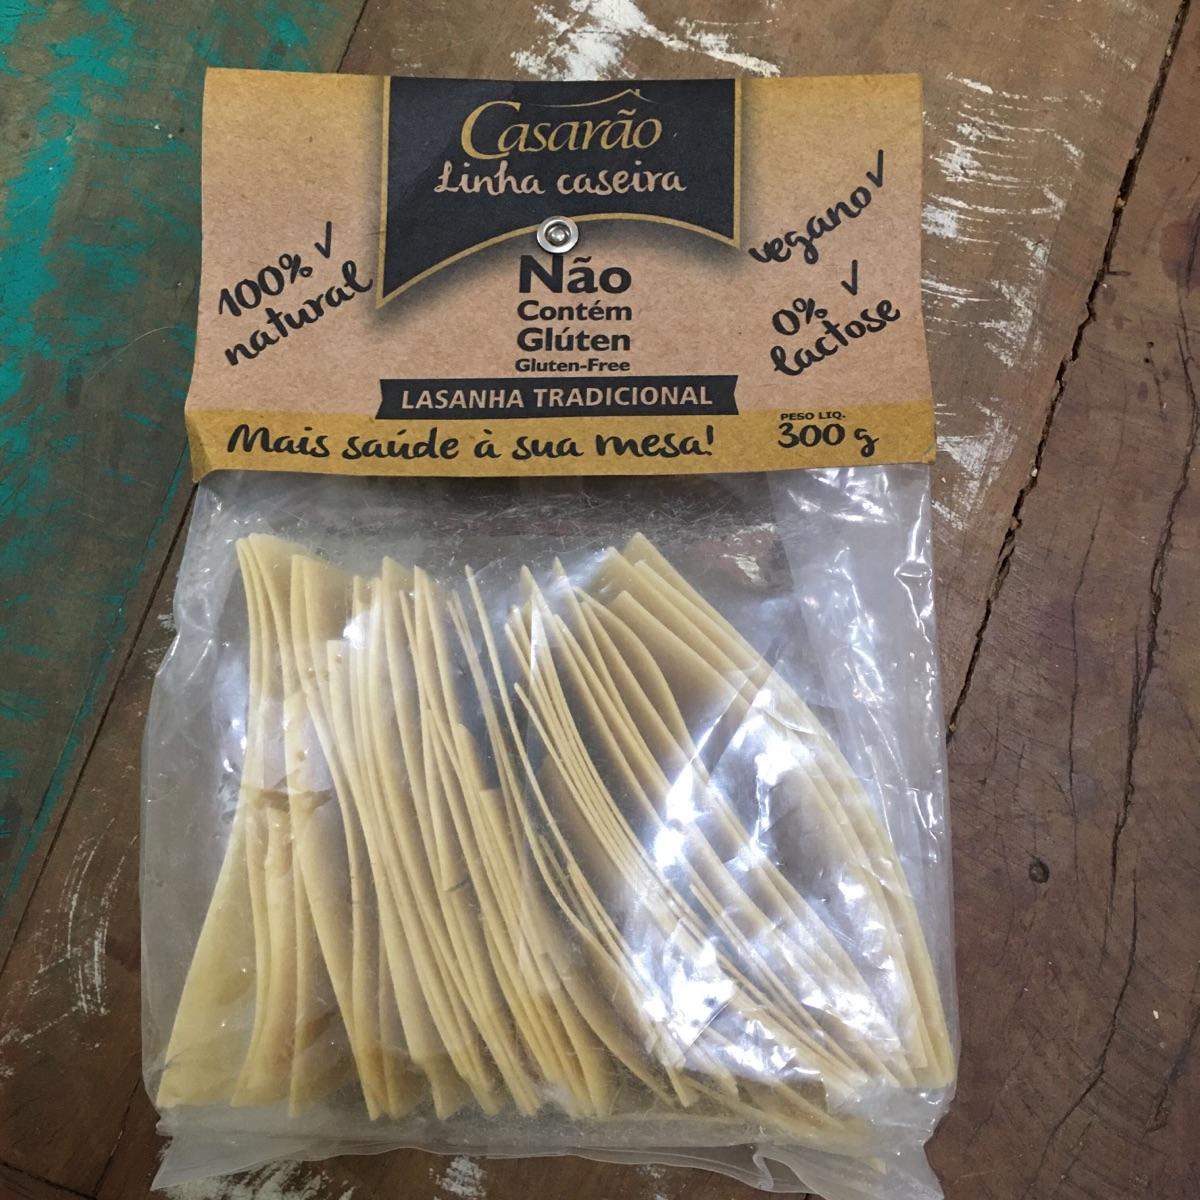 Casarão
Linha caseira
100% ✓
natural
vegano ✓
0% ✓
lactose
Não
Contém
Glúten
Gluten-Free
LASANHA TRADICIONAL
Mais saúde à sua mesa!
PESO LIQ.
300 g